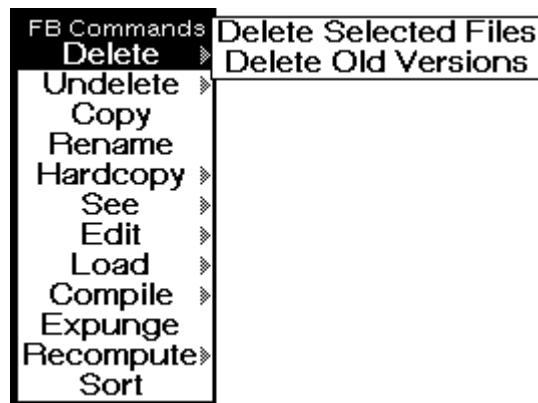 FB Commands
Delete
Delete Selected Files
Delete Old Versions
Undelete
Copy
Rename
Hardcopy
See
Edit
Load
Compile
Expunge
Recompute
Sort